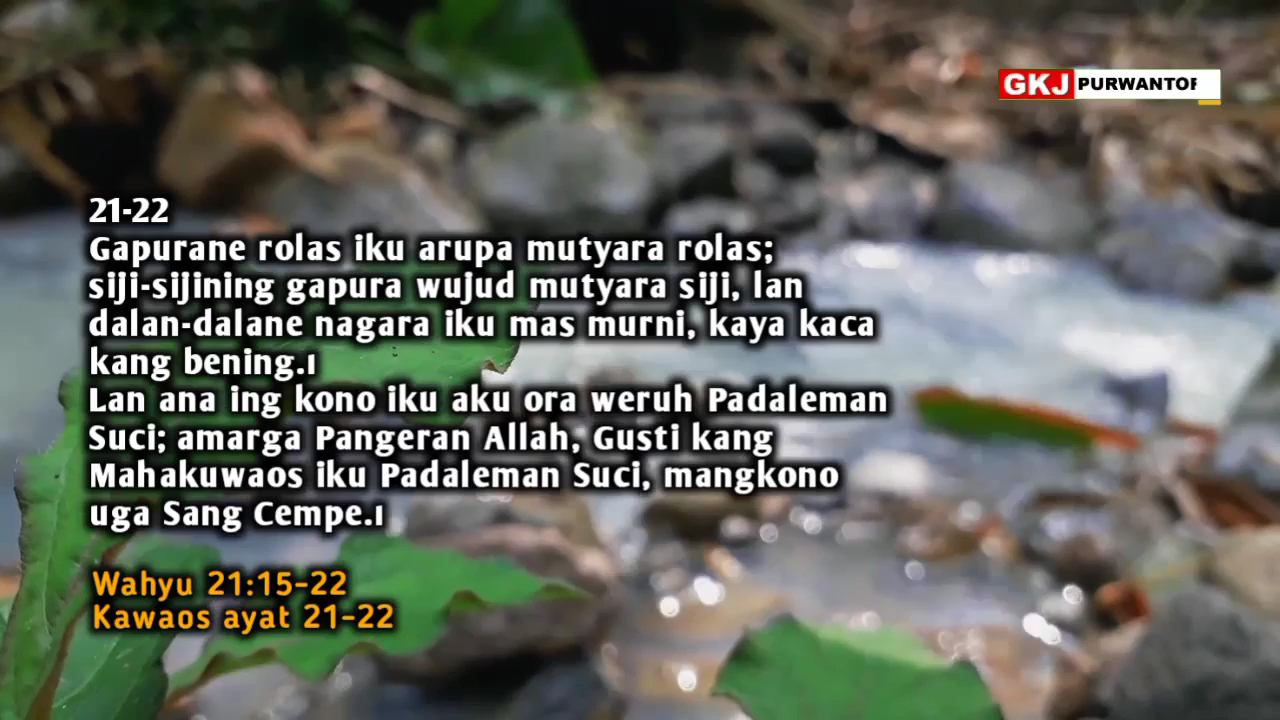 GKJ PURWANTOR
21-22
Gapurane rolas iku arupa mutyara rolas;
siji-sijining gapura wujud mutyara siji, lan
dalan-dalane nagara iku mas murni, kaya kaca
kang bening.1
Lan ana ing kono iku aku ora weruh Padaleman
Suci; amarga Pangeran Allah, Gusti kang
Mahakuwaos iku Padaleman Suci, mangkono
uga Sang Cempe.1
Wahyu 21:15-22
Kawaos ayat 21-22